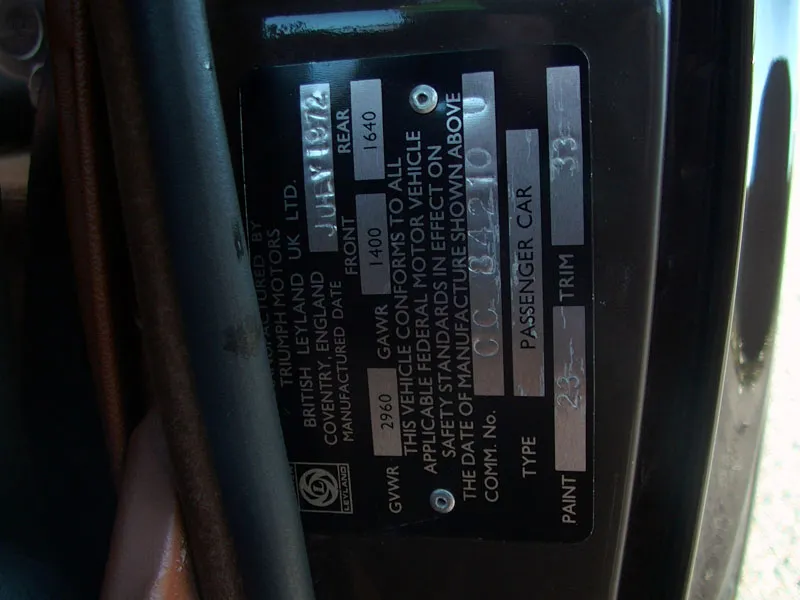 MANUFACTURED BY
TRIUMPH MOTORS
BRITISH LEYLAND UK LTD.
COVENTRY, ENGLAND
MANUFACTURED DATE JULY 1972
LEYLAND
FRONT REAR
GVWR 2960 GAWR 1400 1640
THIS VEHICLE CONFORMS TO ALL
APPLICABLE FEDERAL MOTOR VEHICLE
SAFETY STANDARDS IN EFFECT ON
THE DATE OF MANUFACTURE SHOWN ABOVE
COMM. No. CC 84210 U
TYPE PASSENGER CAR
PAINT 23 TRIM 33